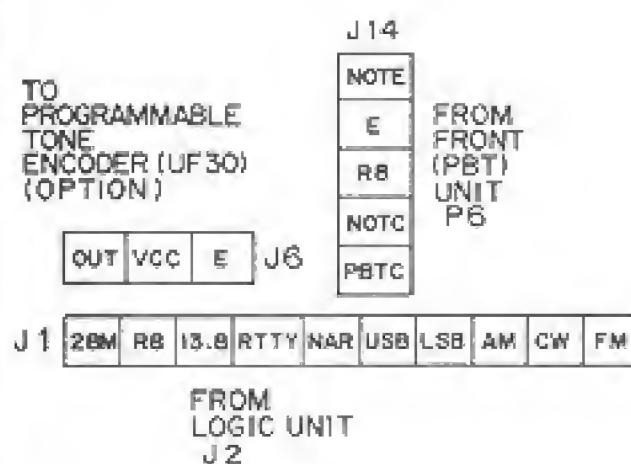 J14
NOTE
E
R8
NOTC
PBTC
TO
PROGRAMMABLE
TONE
ENCODER (UF30)
(OPTION)
FROM
FRONT
(PBT)
UNIT
P6
OUT VCC E J6
J1 28M R8 13.8 RTTY NAR USB LSB AM CW FM
FROM
LOGIC UNIT
J2